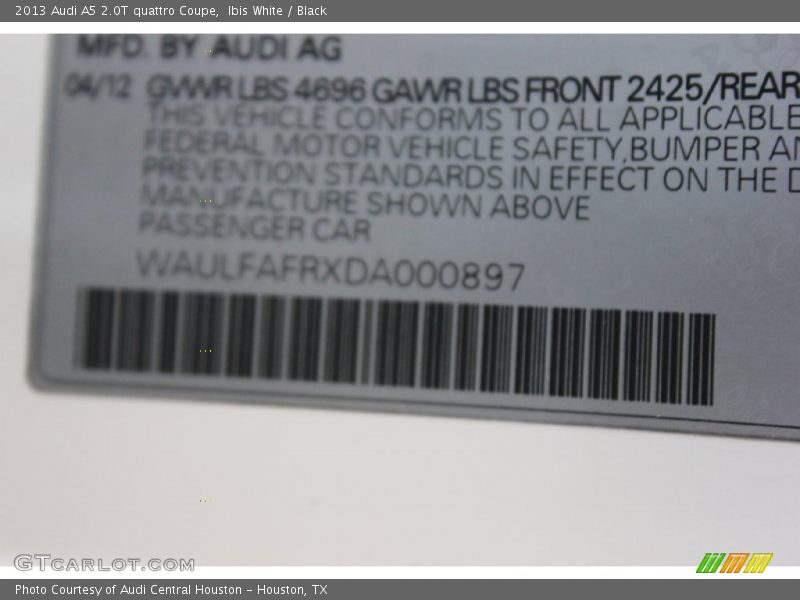 2013 Audi A5 2.0T quattro Coupe, Ibis White / Black
MFD. BY AUDI AG
04/12 GVWR LBS 4696 GAWR LBS FRONT 2425/REAR
THIS VEHICLE CONFORMS TO ALL APPLICABLE
FEDERAL MOTOR VEHICLE SAFETY, BUMPER AN
PREVENTION STANDARDS IN EFFECT ON THE D
MANUFACTURE SHOWN ABOVE
PASSENGER CAR
WAULFAFRXDA000897
GTCARLOT.COM
Photo Courtesy of Audi Central Houston - Houston, TX